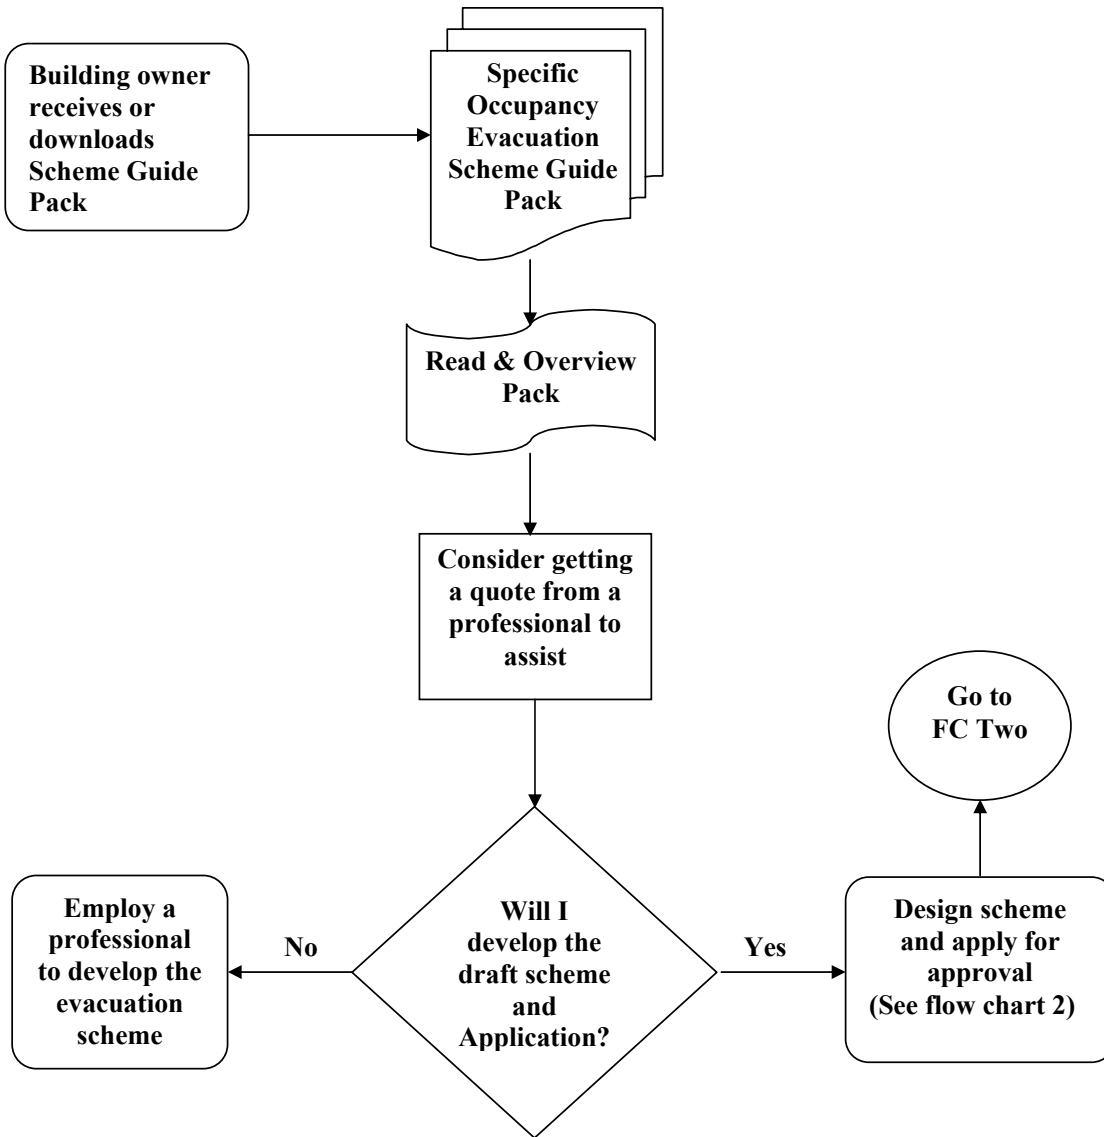 Building owner
receives or
downloads
Scheme Guide
Pack
Specific
Occupancy
Evacuation
Scheme Guide
Pack
Read & Overview
Pack
Consider getting
a quote from a
professional to
assist
Go to
FC Two
Employ a
professional
to develop the
evacuation
scheme
No
Will I
develop the
draft scheme
and
Application?
Yes
Design scheme
and apply for
approval
(See flow chart 2)